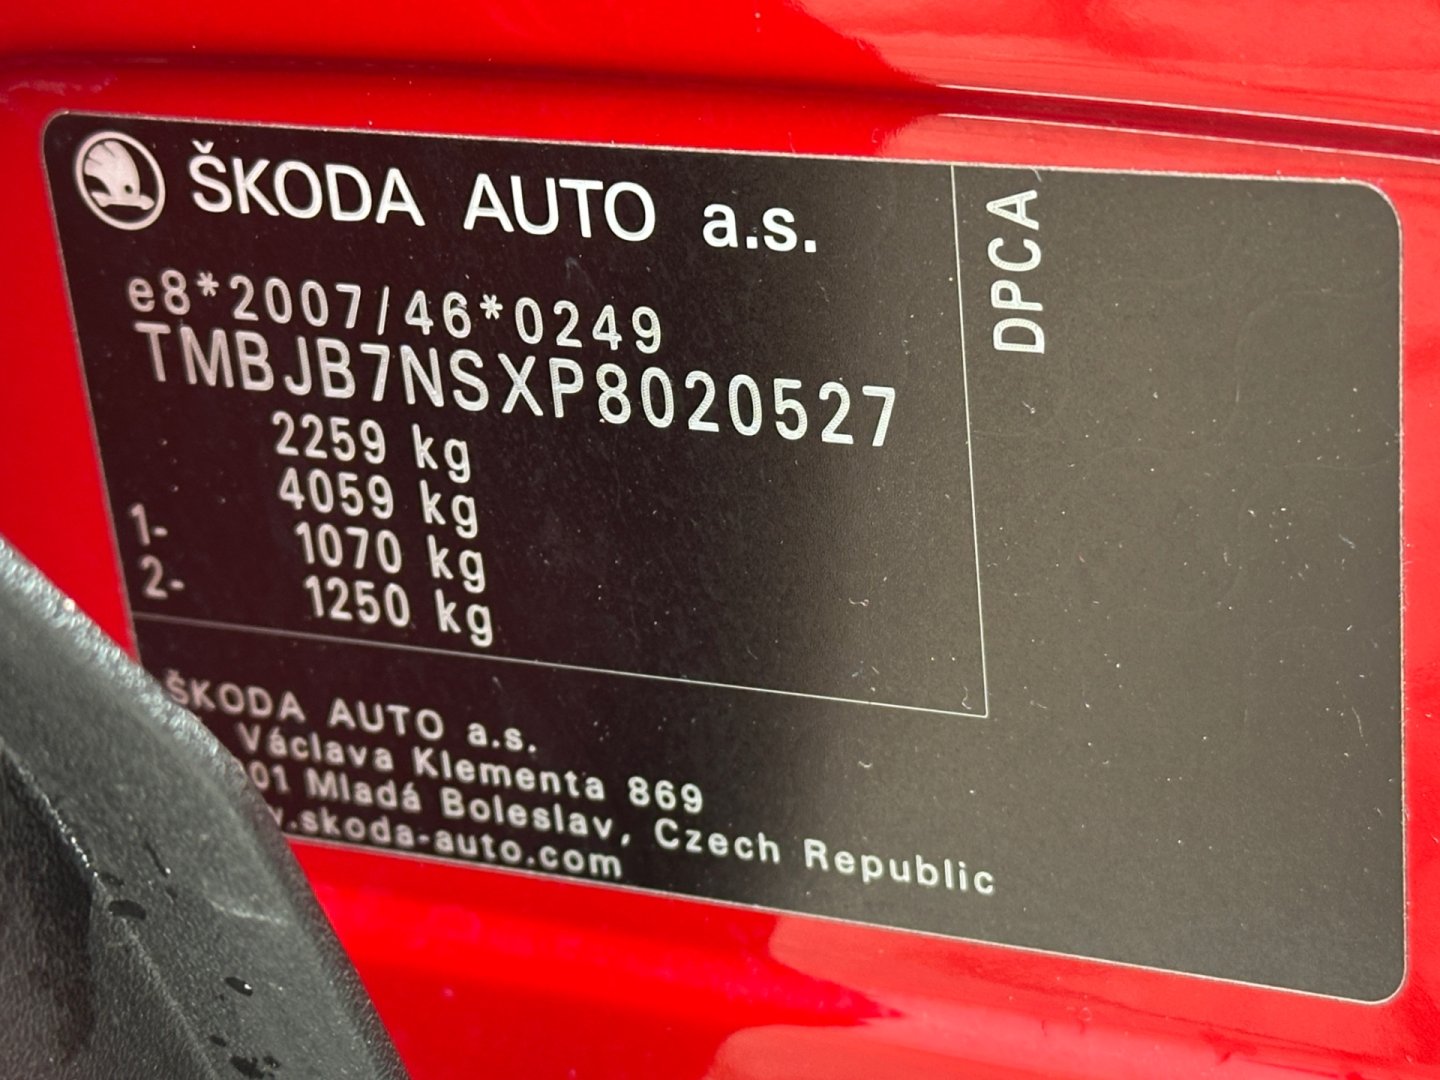 ŠKODA AUTO a.s.
e8*2007/46*0249
TMBJB7NSXP8020527
2259 kg
4059 kg
1- 1070 kg
2- 1250 kg
DPCA
ŠKODA AUTO a.s.
Václava Klementa 869
Mladá Boleslav, Czech Republic
.skoda-auto.com